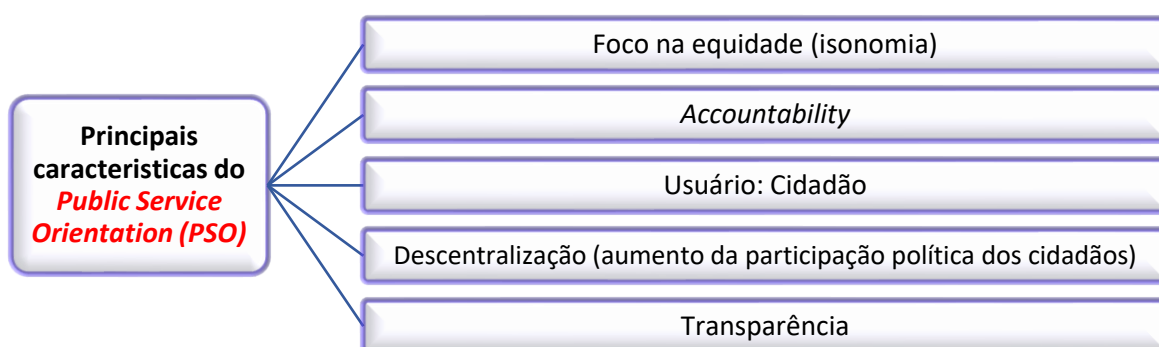 Principais
caracteristicas do
Public Service
Orientation (PSO)
Foco na equidade (isonomia)
Accountability
Usuário: Cidadão
Descentralização (aumento da participação política dos cidadãos)
Transparência